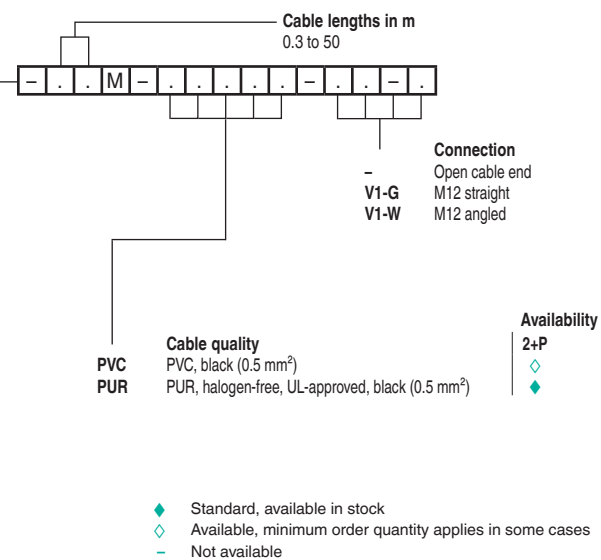 Cable lengths in m
0.3 to 50
– . . M – . . . . . – . . – .
Connection
– Open cable end
V1-G M12 straight
V1-W M12 angled
Availability
Cable quality 2+P
PVC PVC, black (0.5 mm²) ◇
PUR PUR, halogen-free, UL-approved, black (0.5 mm²) ◆
◆ Standard, available in stock
◇ Available, minimum order quantity applies in some cases
– Not available